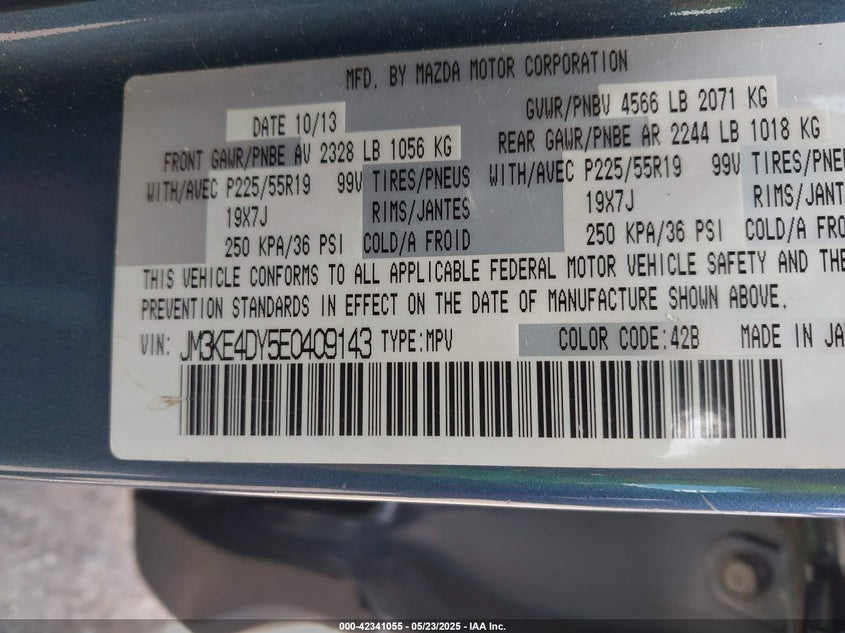 MFD. BY MAZDA MOTOR CORPORATION
DATE 10/13
GVWR/PNBV 4566 LB 2071 KG
FRONT GAWR/PNBE AV 2328 LB 1056 KG
REAR GAWR/PNBE AR 2244 LB 1018 KG
WITH/AVEC P225/55R19 99V TIRES/PNEUS WITH/AVEC P225/55R19 99V TIRES/PNEU
19X7J RIMS/JANTES 19X7J RIMS/JANTES
250 KPA/36 PSI COLD/A FROID 250 KPA/36 PSI COLD/A FRO
THIS VEHICLE CONFORMS TO ALL APPLICABLE FEDERAL MOTOR VEHICLE SAFETY AND THE
PREVENTION STANDARDS IN EFFECT ON THE DATE OF MANUFACTURE SHOWN ABOVE.
VIN: JM3KE4DY5E0409143 TYPE:MPV COLOR CODE:42B MADE IN JA
000-42341055 — 05/23/2025 — IAA Inc.